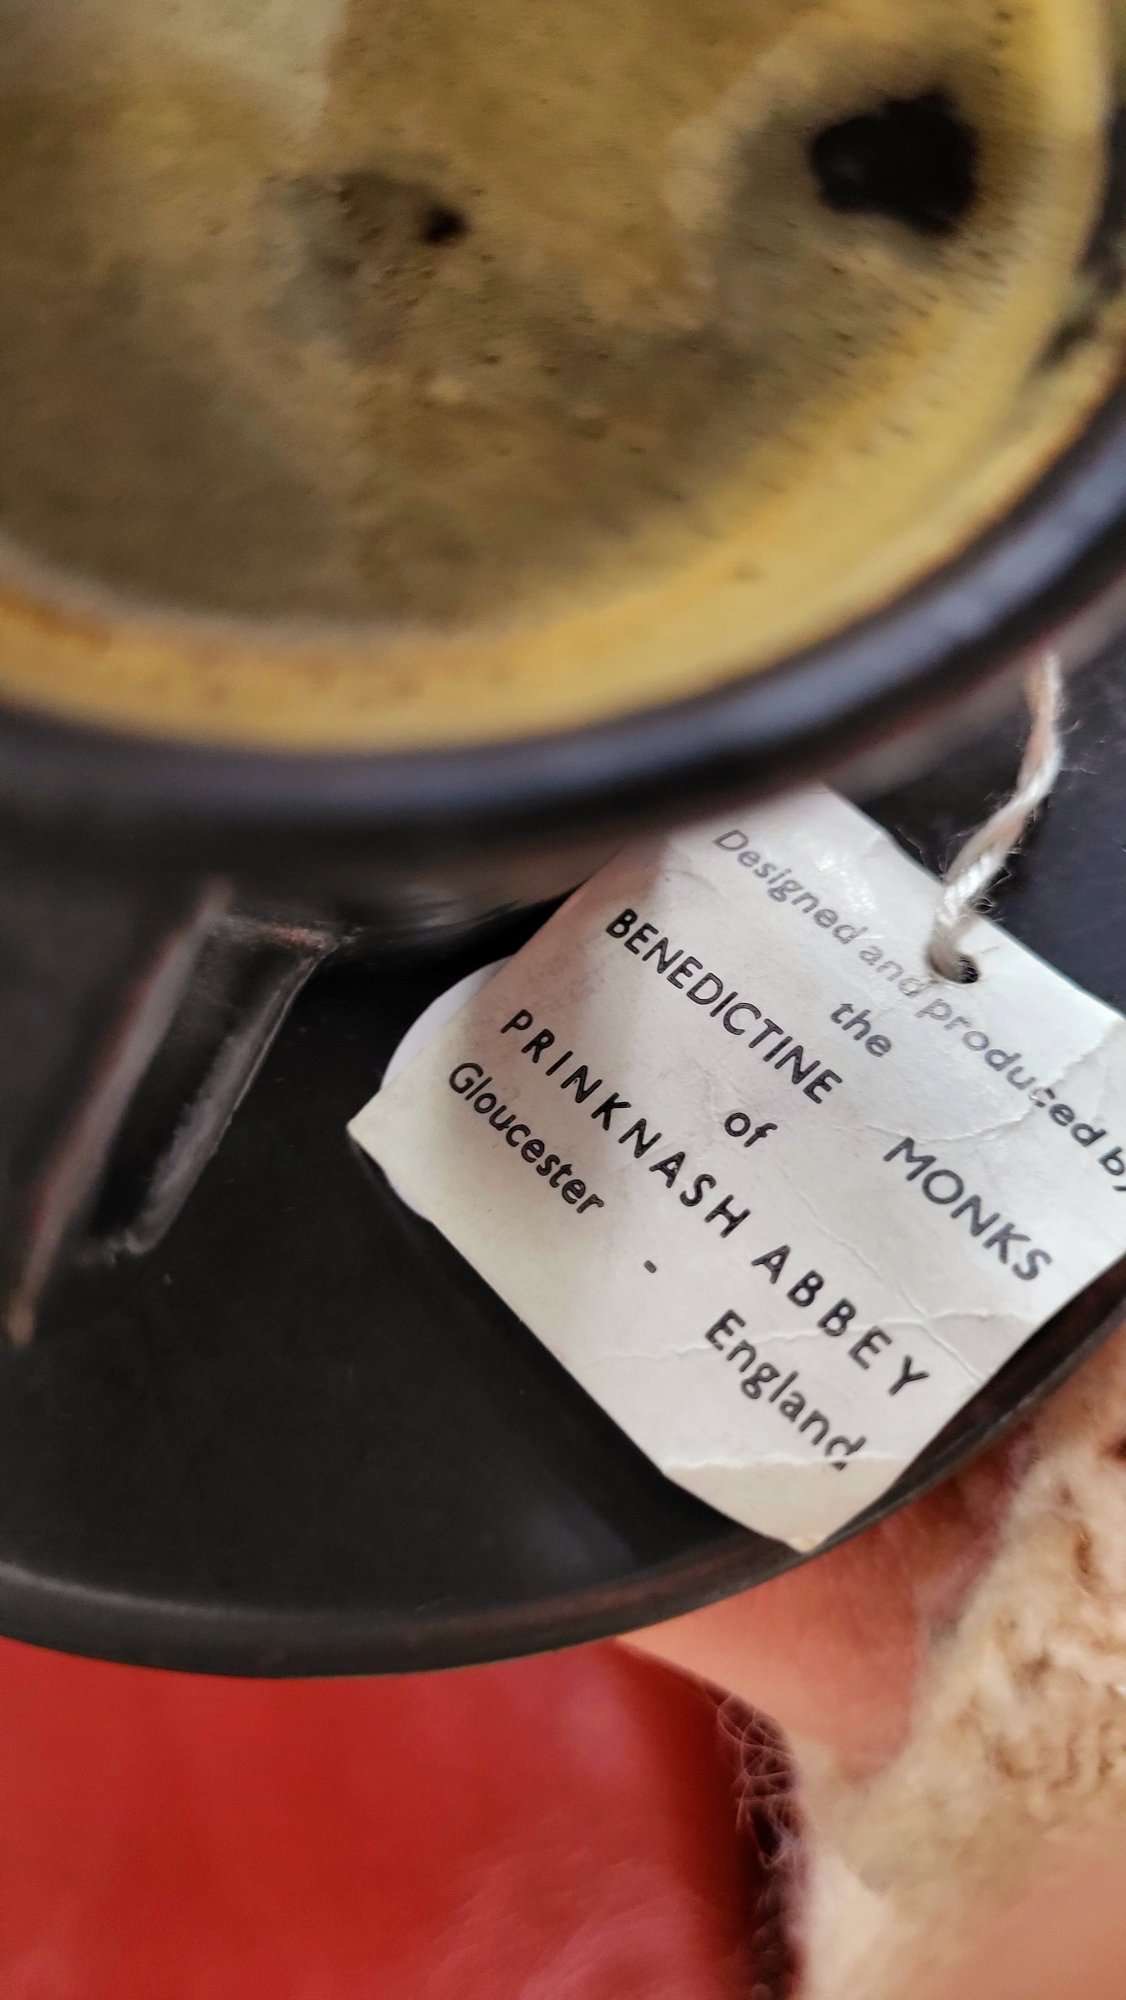 Designed and produced by
the
BENEDICTINE MONKS
of
PRINKNASH ABBEY
Gloucester - England